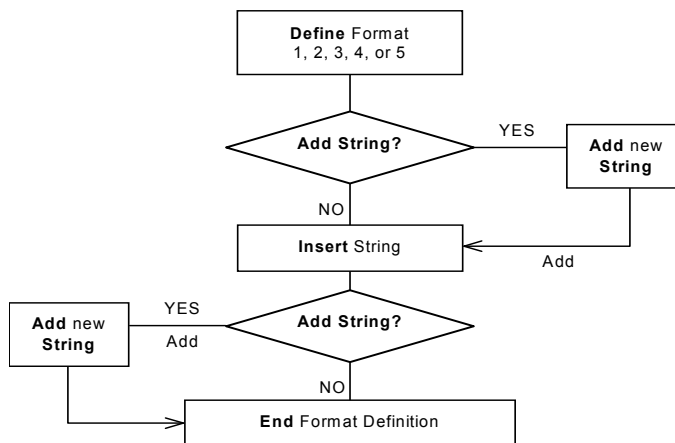 Define Format
1, 2, 3, 4, or 5
Add String?
YES
Add new
String
NO
Insert String
Add
YES
Add new
String
Add
Add String?
NO
End Format Definition